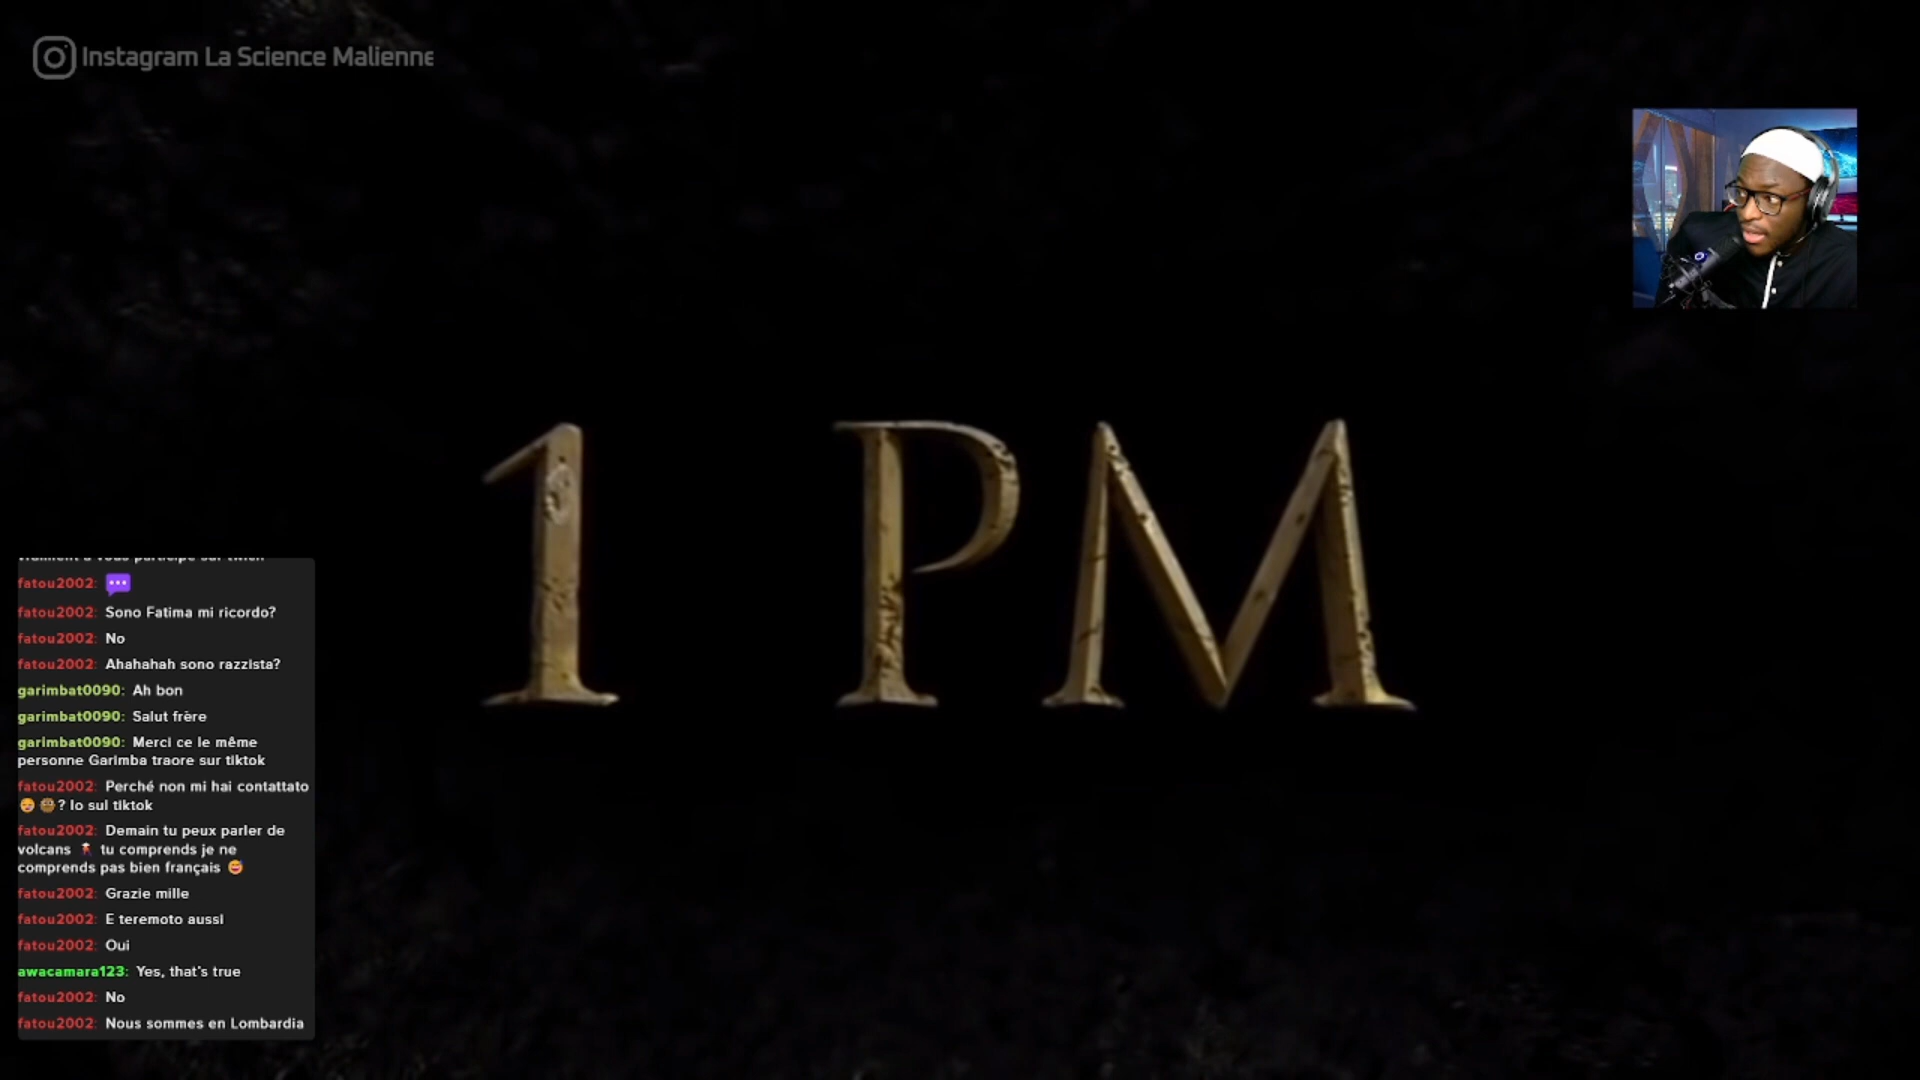 Instagram La Science Malienne
1 PM
fatou2002:
fatou2002: Sono Fatima mi ricordo?
fatou2002: No
fatou2002: Ahahahah sono razzista?
garimbat0090: Ah bon
garimbat0090: Salut frère
garimbat0090: Merci ce le même
personne Garimba traore sur tiktok
fatou2002: Perché non mi hai contattato
? Io sul tiktok
fatou2002: Demain tu peux parler de
volcans tu comprends je ne
comprends pas bien français
fatou2002: Grazie mille
fatou2002: E teremoto aussi
fatou2002: Oui
awacamara123: Yes, that's true
fatou2002: No
fatou2002: Nous sommes en Lombardia